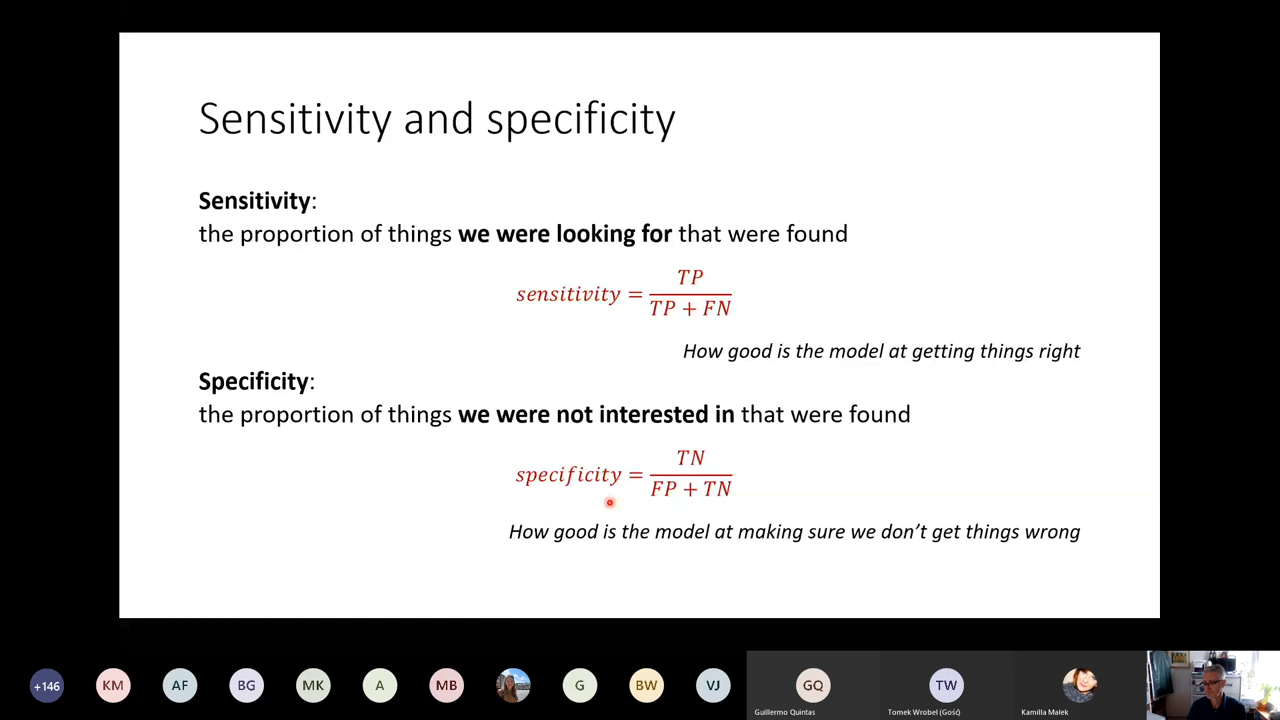 Sensitivity and specificity
Sensitivity:
the proportion of things we were looking for that were found
sensitivity = TP / TP + FN
How good is the model at getting things right
Specificity:
the proportion of things we were not interested in that were found
specificity = TN / FP + TN
How good is the model at making sure we don't get things wrong
+146 KM AF BG MK A MB G BW VJ GQ TW
Guillermo Quintas Tomek Wrobel (Gość) Kamilla Małek